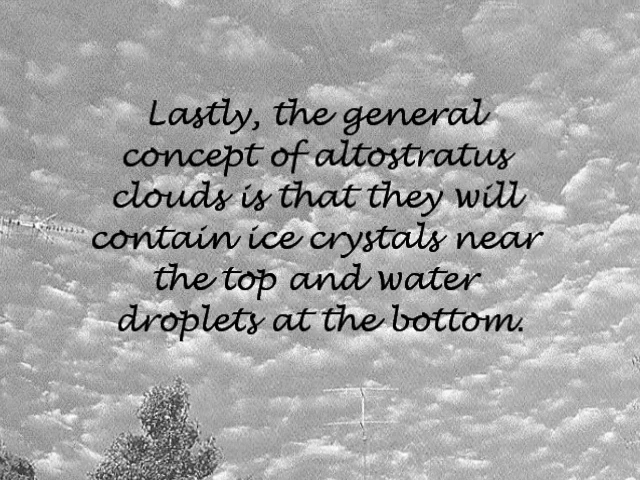 Lastly, the general
concept of altostratus
clouds is that they will
contain ice crystals near
the top and water
droplets at the bottom.